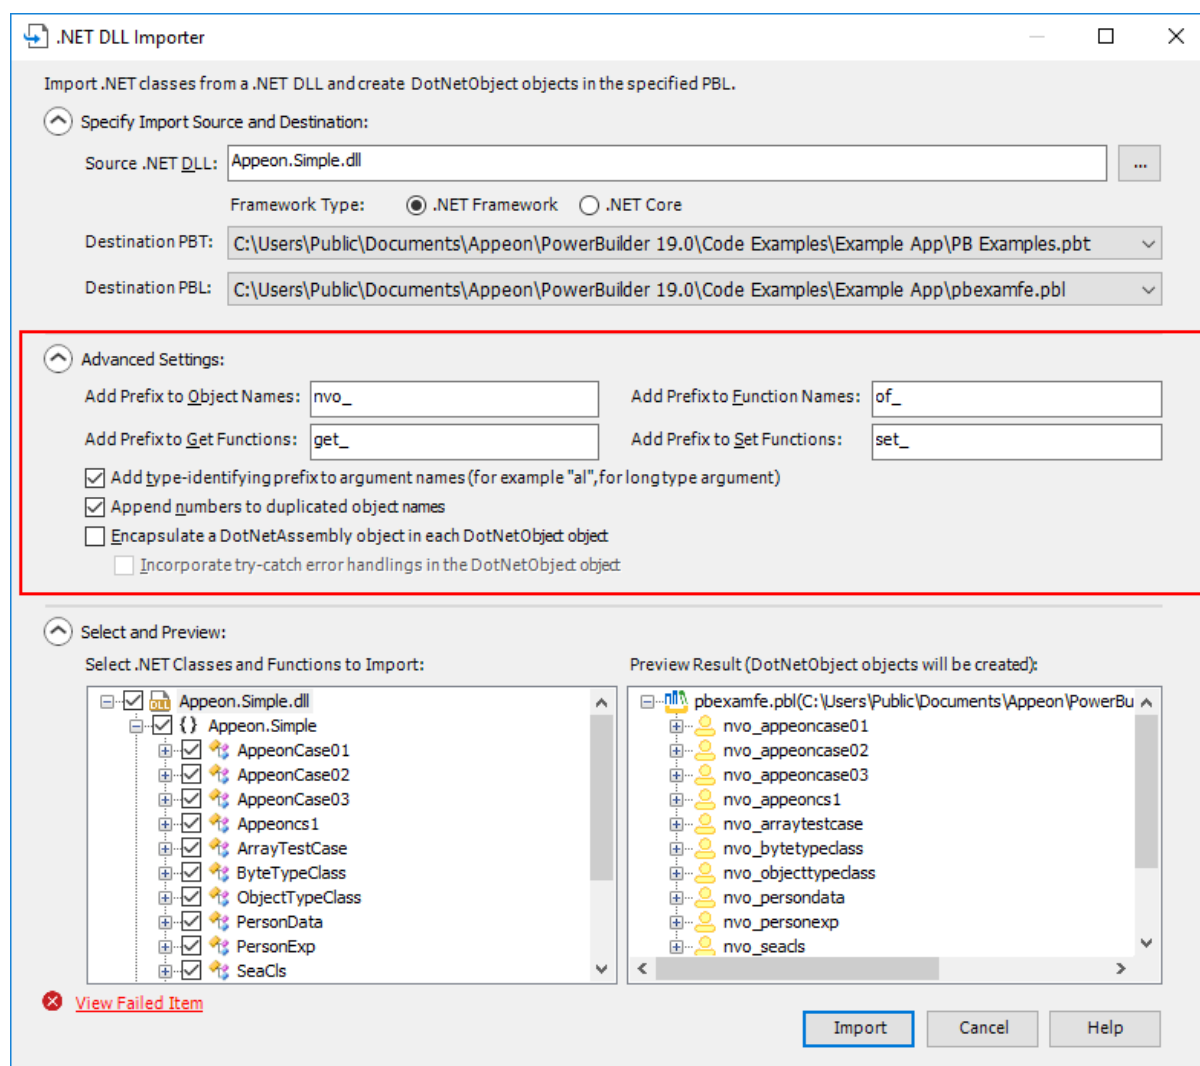 .NET DLL Importer
Import .NET classes from a .NET DLL and create DotNetObject objects in the specified PBL.
Specify Import Source and Destination:
Source .NET DLL: Appeon.Simple.dll ...
Framework Type: .NET Framework .NET Core
Destination PBT: C:\Users\Public\Documents\Appeon\PowerBuilder 19.0\Code Examples\Example App\PB Examples.pbt
Destination PBL: C:\Users\Public\Documents\Appeon\PowerBuilder 19.0\Code Examples\Example App\pbexamfe.pbl
Advanced Settings:
Add Prefix to Object Names: nvo_ Add Prefix to Function Names: of_
Add Prefix to Get Functions: get_ Add Prefix to Set Functions: set_
Add type-identifying prefix to argument names (for example "al", for long type argument)
Append numbers to duplicated object names
Encapsulate a DotNetAssembly object in each DotNetObject object
Incorporate try-catch error handlings in the DotNetObject object
Select and Preview:
Select .NET Classes and Functions to Import:
DLL Appeon.Simple.dll
{} Appeon.Simple
AppeonCase01
AppeonCase02
AppeonCase03
Appeoncs1
ArrayTestCase
ByteTypeClass
ObjectTypeClass
PersonData
PersonExp
SeaCls
Preview Result (DotNetObject objects will be created):
pbexamfe.pbl(C:\Users\Public\Documents\Appeon\PowerBu
nvo_appeoncase01
nvo_appeoncase02
nvo_appeoncase03
nvo_appeoncs1
nvo_arraytestcase
nvo_bytetypeclass
nvo_objecttypeclass
nvo_persondata
nvo_personexp
nvo_seacls
View Failed Item
Import Cancel Help